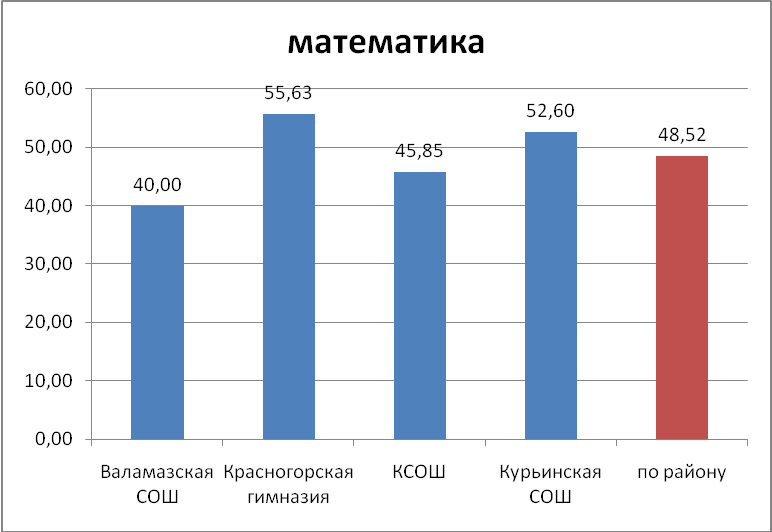 математика
60,00
50,00
40,00
30,00
20,00
10,00
0,00
40,00
55,63
45,85
52,60
48,52
Валамазская
СОШ
Красногорская
гимназия
КСОШ
Курьинская
СОШ
по району